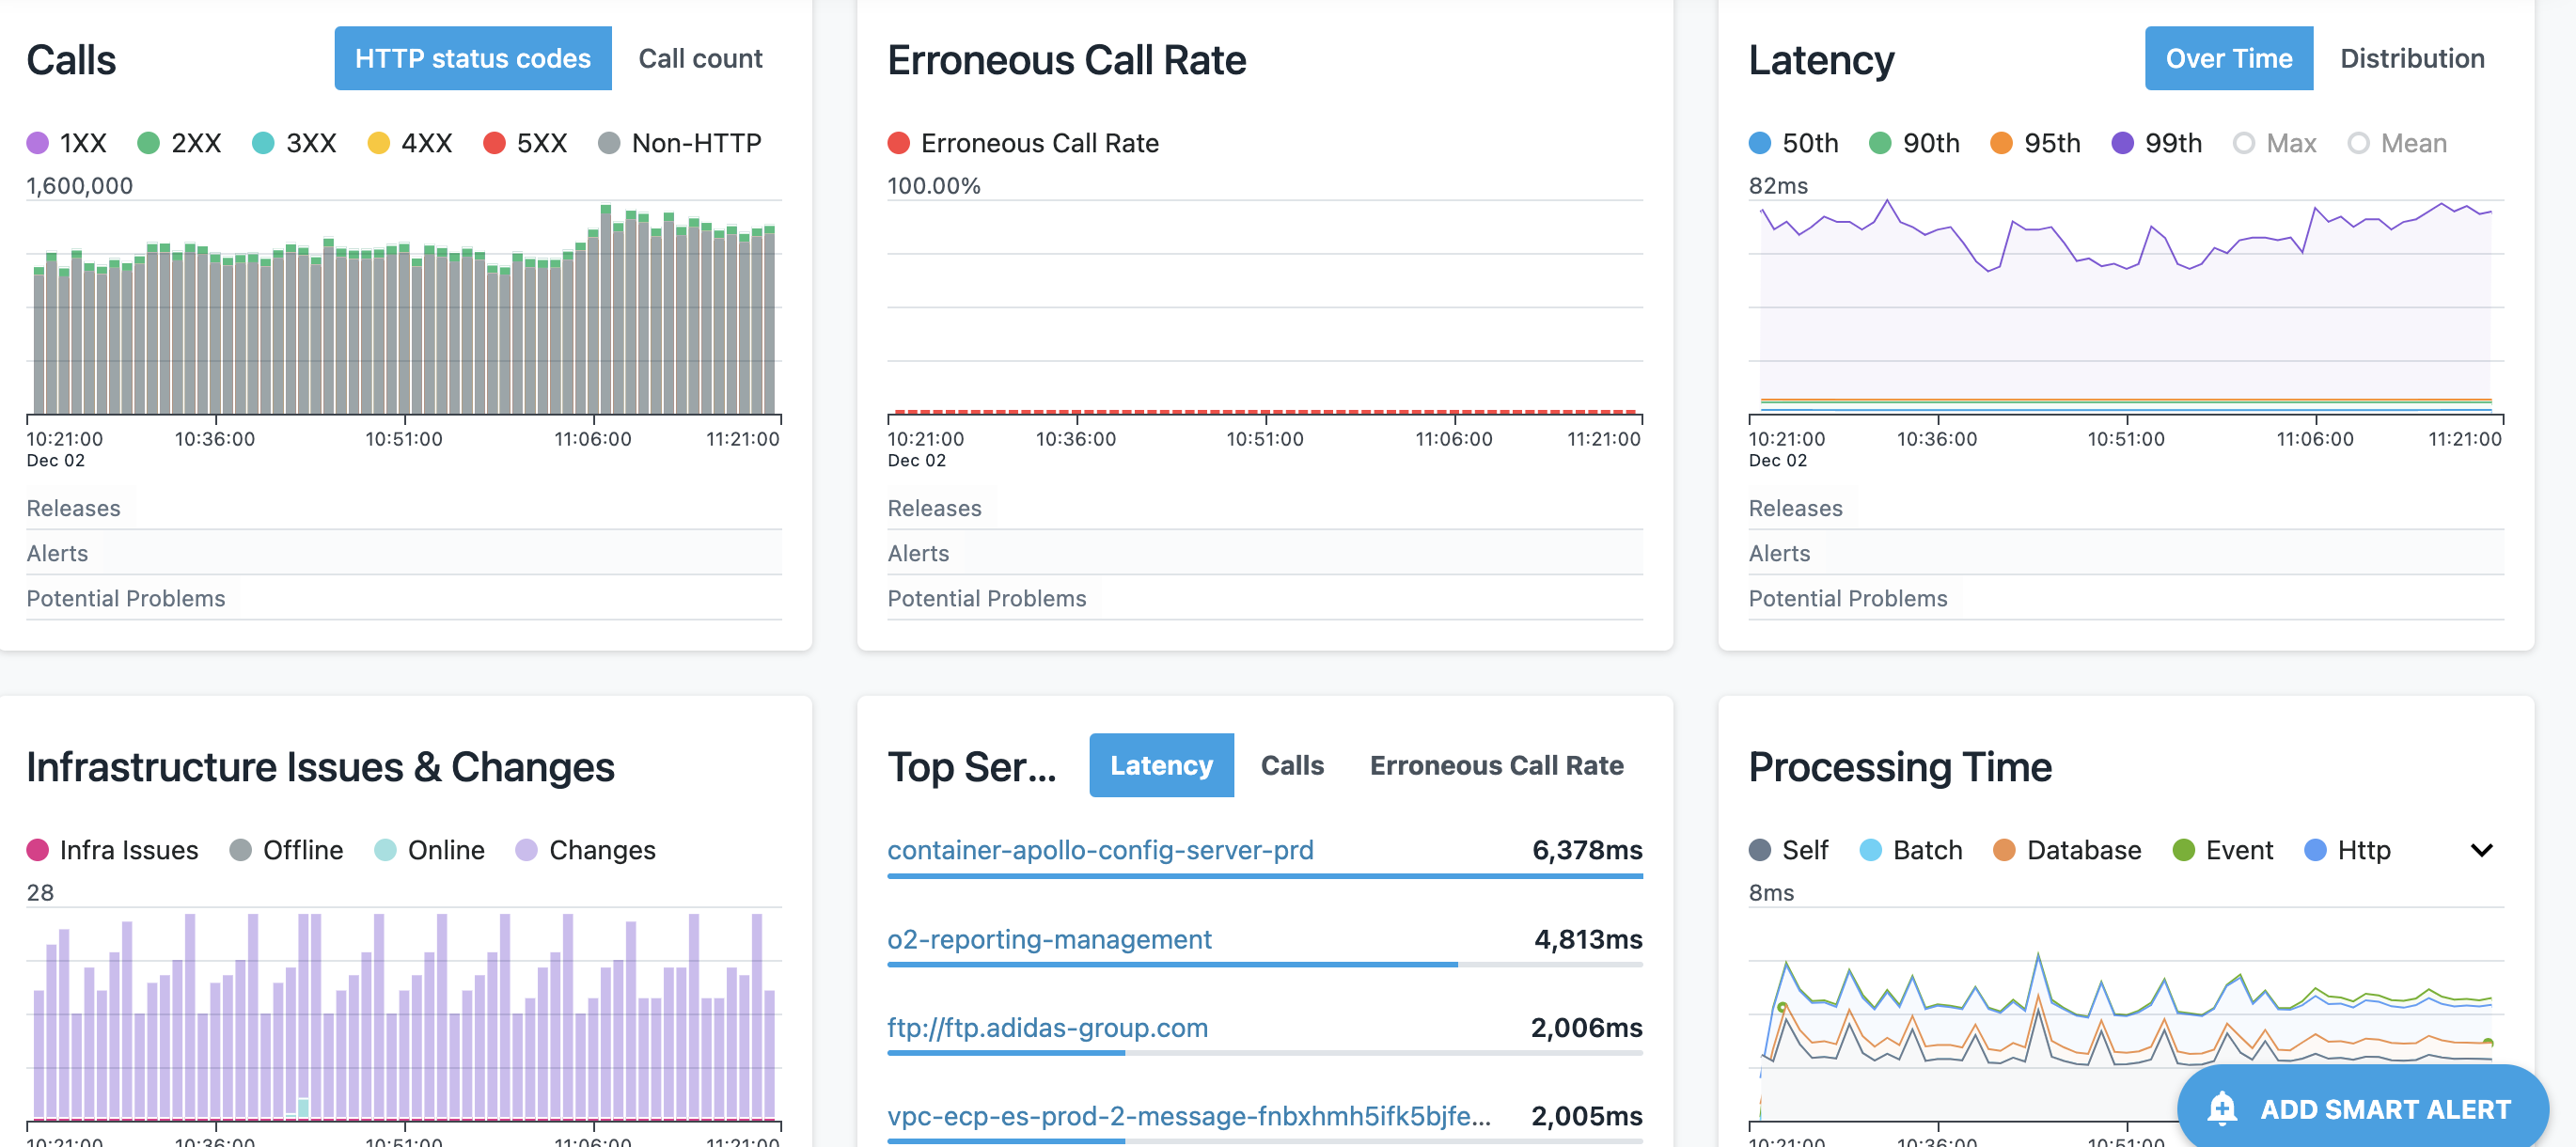 Calls
HTTP status codes
Call count
1XX 2XX 3XX 4XX 5XX Non-HTTP
1,600,000
10:21:00 10:36:00 10:51:00 11:06:00 11:21:00
Dec 02
Releases
Alerts
Potential Problems
Erroneous Call Rate
Erroneous Call Rate
100.00%
10:21:00 10:36:00 10:51:00 11:06:00 11:21:00
Dec 02
Releases
Alerts
Potential Problems
Latency
Over Time
Distribution
50th 90th 95th 99th Max Mean
82ms
10:21:00 10:36:00 10:51:00 11:06:00 11:21:00
Dec 02
Releases
Alerts
Potential Problems
Infrastructure Issues & Changes
Infra Issues Offline Online Changes
28
10:21:00 10:36:00 10:51:00 11:06:00 11:21:00
Top Ser...
Latency
Calls
Erroneous Call Rate
container-apollo-config-server-prd 6,378ms
o2-reporting-management 4,813ms
ftp://ftp.adidas-group.com 2,006ms
vpc-ecp-es-prod-2-message-fnbxhmh5ifk5bjfe... 2,005ms
Processing Time
Self Batch Database Event Http
8ms
10:21:00 10:36:00 10:51:00
ADD SMART ALERT